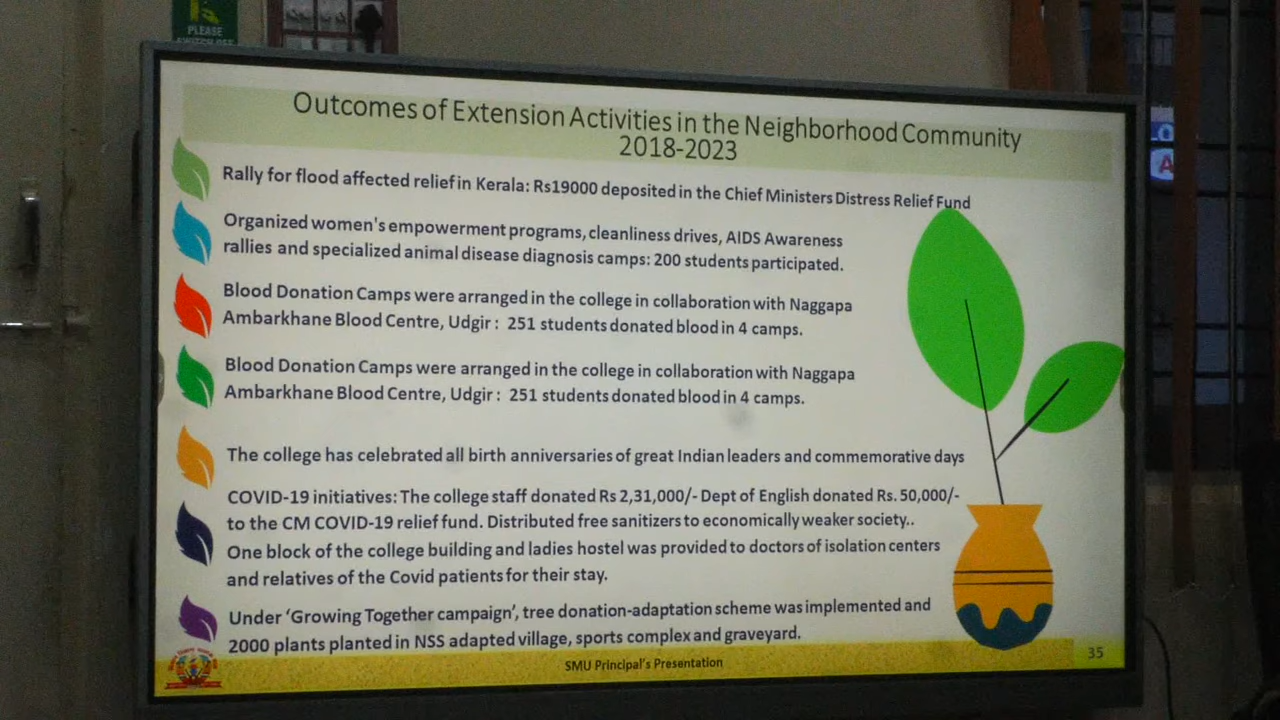 PLEASE
SWITCH OFF
Outcomes of Extension Activities in the Neighborhood Community
2018-2023
Rally for flood affected relief in Kerala: Rs19000 deposited in the Chief Ministers Distress Relief Fund
Organized women's empowerment programs, cleanliness drives, AIDS Awareness
rallies and specialized animal disease diagnosis camps: 200 students participated.
Blood Donation Camps were arranged in the college in collaboration with Naggapa
Ambarkhane Blood Centre, Udgir : 251 students donated blood in 4 camps.
Blood Donation Camps were arranged in the college in collaboration with Naggapa
Ambarkhane Blood Centre, Udgir : 251 students donated blood in 4 camps.
The college has celebrated all birth anniversaries of great Indian leaders and commemorative days
COVID-19 initiatives: The college staff donated Rs 2,31,000/- Dept of English donated Rs. 50,000/-
to the CM COVID-19 relief fund. Distributed free sanitizers to economically weaker society..
One block of the college building and ladies hostel was provided to doctors of isolation centers
and relatives of the Covid patients for their stay.
Under ‘Growing Together campaign’, tree donation-adaptation scheme was implemented and
2000 plants planted in NSS adapted village, sports complex and graveyard.
SMU Principal's Presentation
35